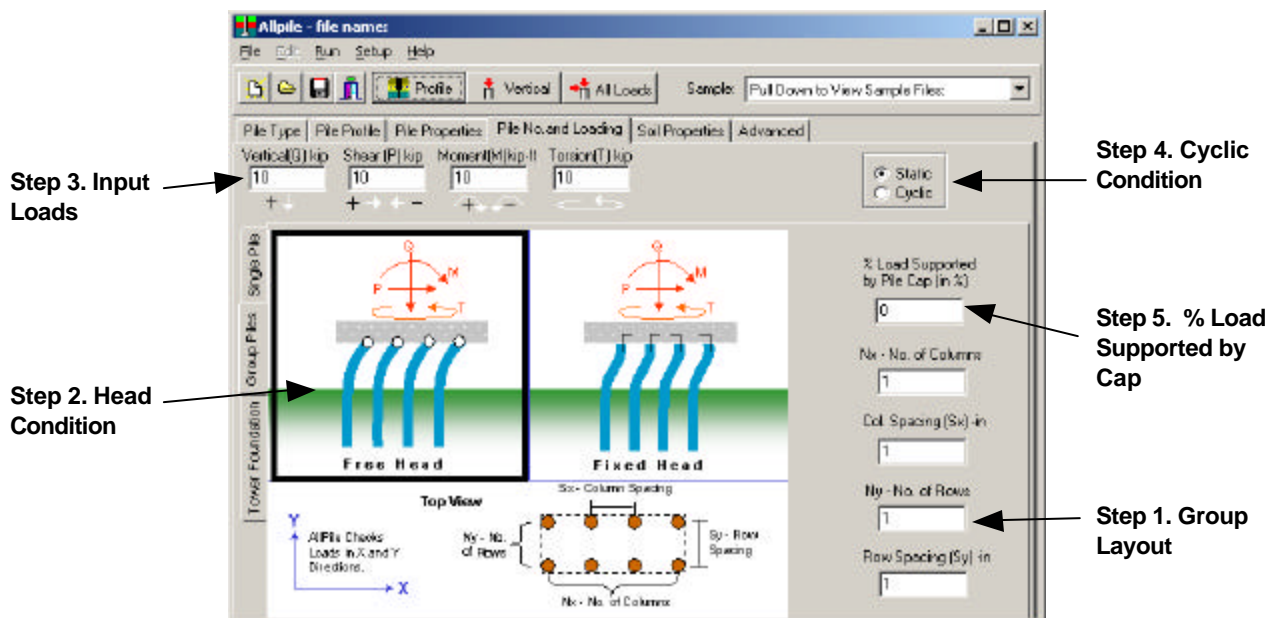 Allpile - file name:
File Edit Run Setup Help
Profile Vertical All Loads Sample: Pull Down to View Sample Files:
Pile Type Pile Profile Pile Properties Pile No.and Loading Soil Properties Advanced
Vertical(Q) kip Shear (P) kip Moment(M)kip-ft Torsion(T) kip
10 10 10 10
+ + - + -
Static
Cyclic
Step 3. Input
Loads
Step 4. Cyclic
Condition
Single Pile
Group Piles
Tower Foundation
Q
P
M
T
Free Head
Q
P
M
T
Fixed Head
Step 2. Head
Condition
% Load Supported
by Pile Cap (in %)
0
Step 5. % Load
Supported by
Cap
Nx - No. of Columns
1
Col. Spacing (Sx) -in
1
Ny - No. of Rows
1
Step 1. Group
Layout
Row Spacing (Sy) -in
1
Top View
Y
AllPile Checks
Loads in X and Y
Directions.
X
Sx - Column Spacing
Ny - No.
of Rows
Sy - Row
Spacing
Nx - No. of Columns